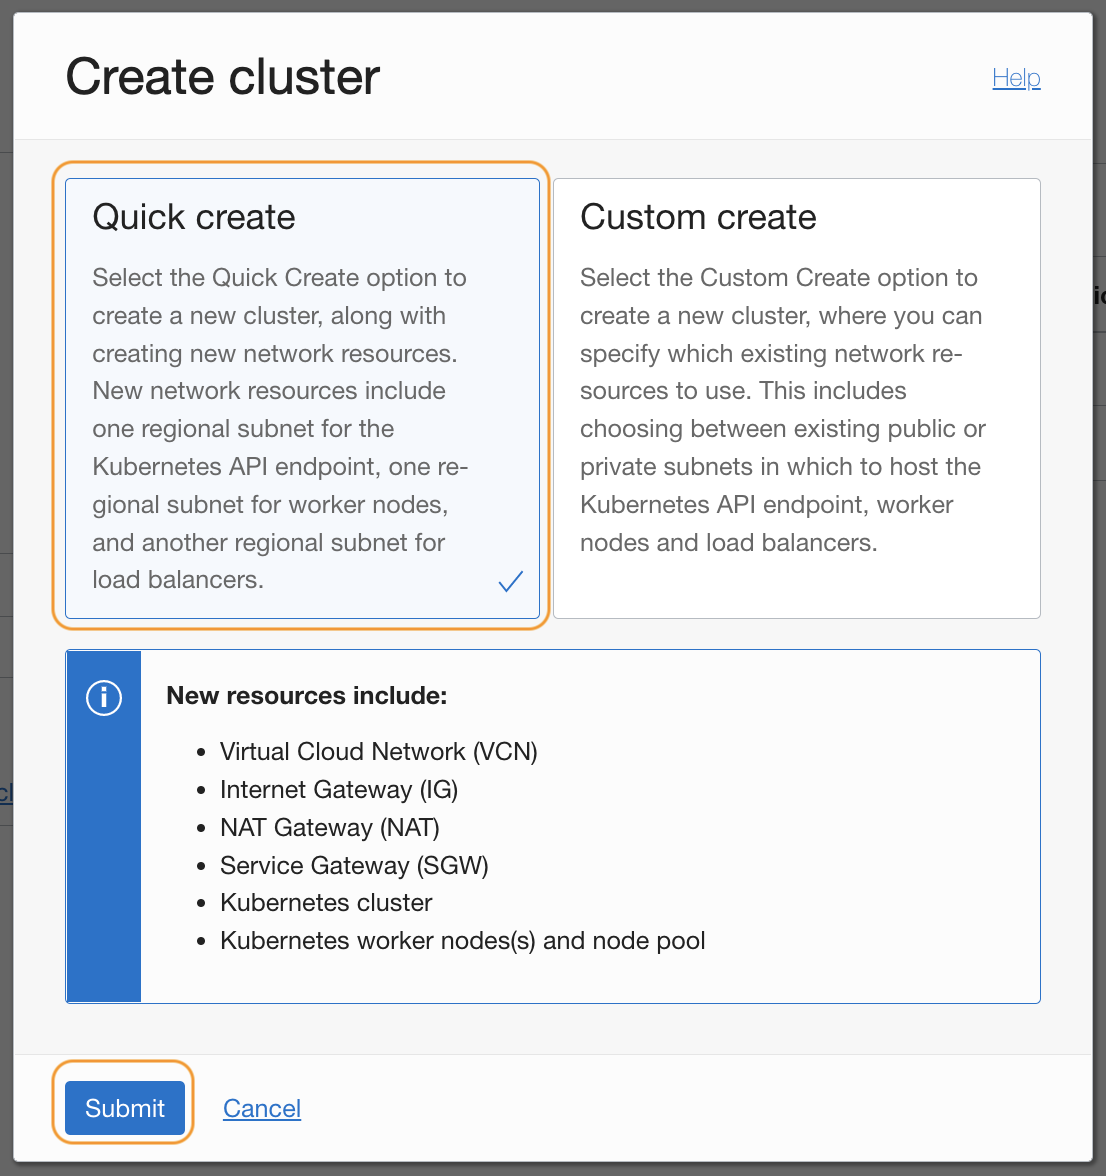 Create cluster
Help
Quick create
Select the Quick Create option to
create a new cluster, along with
creating new network resources.
New network resources include
one regional subnet for the
Kubernetes API endpoint, one re-
gional subnet for worker nodes,
and another regional subnet for
load balancers.
Custom create
Select the Custom Create option to
create a new cluster, where you can
specify which existing network re-
sources to use. This includes
choosing between existing public or
private subnets in which to host the
Kubernetes API endpoint, worker
nodes and load balancers.
New resources include:
• Virtual Cloud Network (VCN)
• Internet Gateway (IG)
• NAT Gateway (NAT)
• Service Gateway (SGW)
• Kubernetes cluster
• Kubernetes worker nodes(s) and node pool
Submit
Cancel